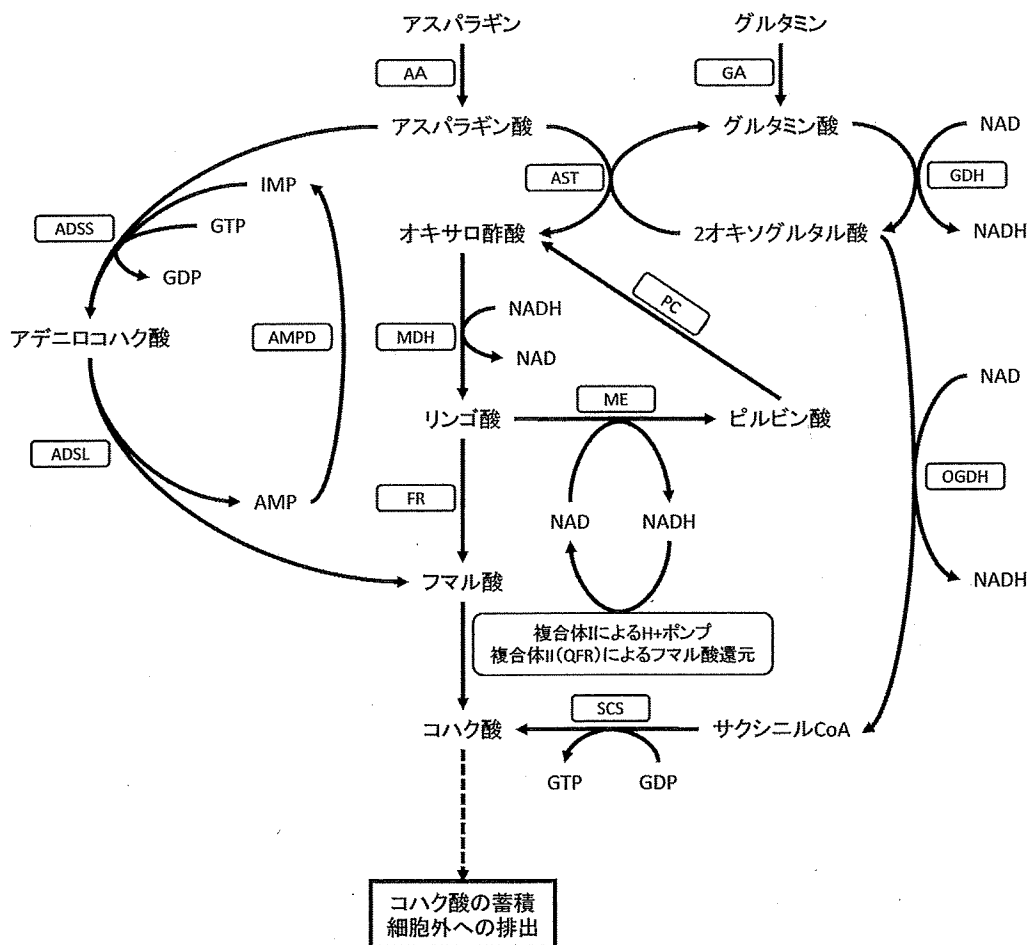 アスパラギン
グルタミン
AA
GA
アスパラギン酸
グルタミン酸
NAD
IMP
AST
GDH
ADSS
GTP
オキサロ酢酸
2オキソグルタル酸
NADH
GDP
PC
NADH
アデニロコハク酸
AMPD
MDH
NAD
NAD
ME
リンゴ酸
ピルビン酸
ADSL
OGDH
AMP
FR
NAD
NADH
フマル酸
NADH
複合体IによるH+ポンプ
複合体II(QFR)によるフマル酸還元
SCS
コハク酸
サクシニルCoA
GTP
GDP
コハク酸の蓄積
細胞外への排出